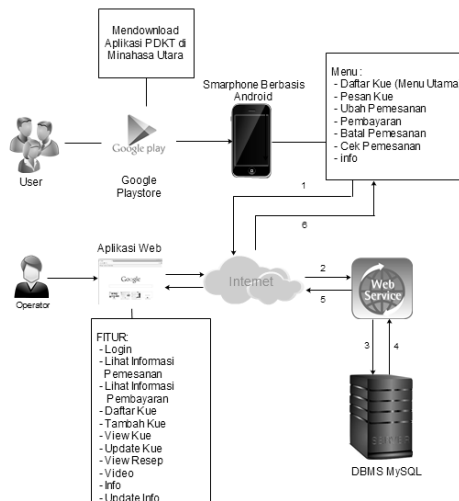 Mendownload
Aplikasi PDKT di
Minahasa Utara
Smarphone Berbasis
Android
Menu :
- Daftar Kue (Menu Utama
- Pesan Kue
- Ubah Pemesanan
- Pembayaran
- Batal Pemesanan
- Cek Pemesanan
- info
Google play
User
Google
Playstore
1
6
Aplikasi Web
Google
Internet
2
5
Web
Service
Operator
3
4
FITUR:
- Login
- Lihat Informasi
Pemesanan
- Lihat Informasi
Pembayaran
- Daftar Kue
- Tambah Kue
- View Kue
- Update Kue
- View Resep
- Video
- Info
- Update Info
SERVER
DBMS MySQL